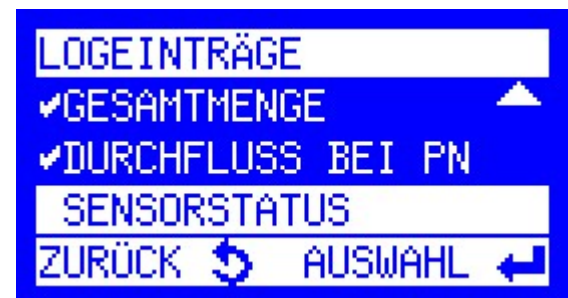 LOGEINTRÄGE
✔GESAMTMENGE
✔DURCHFLUSS BEI PN
SENSORSTATUS
ZURÜCK AUSWAHL